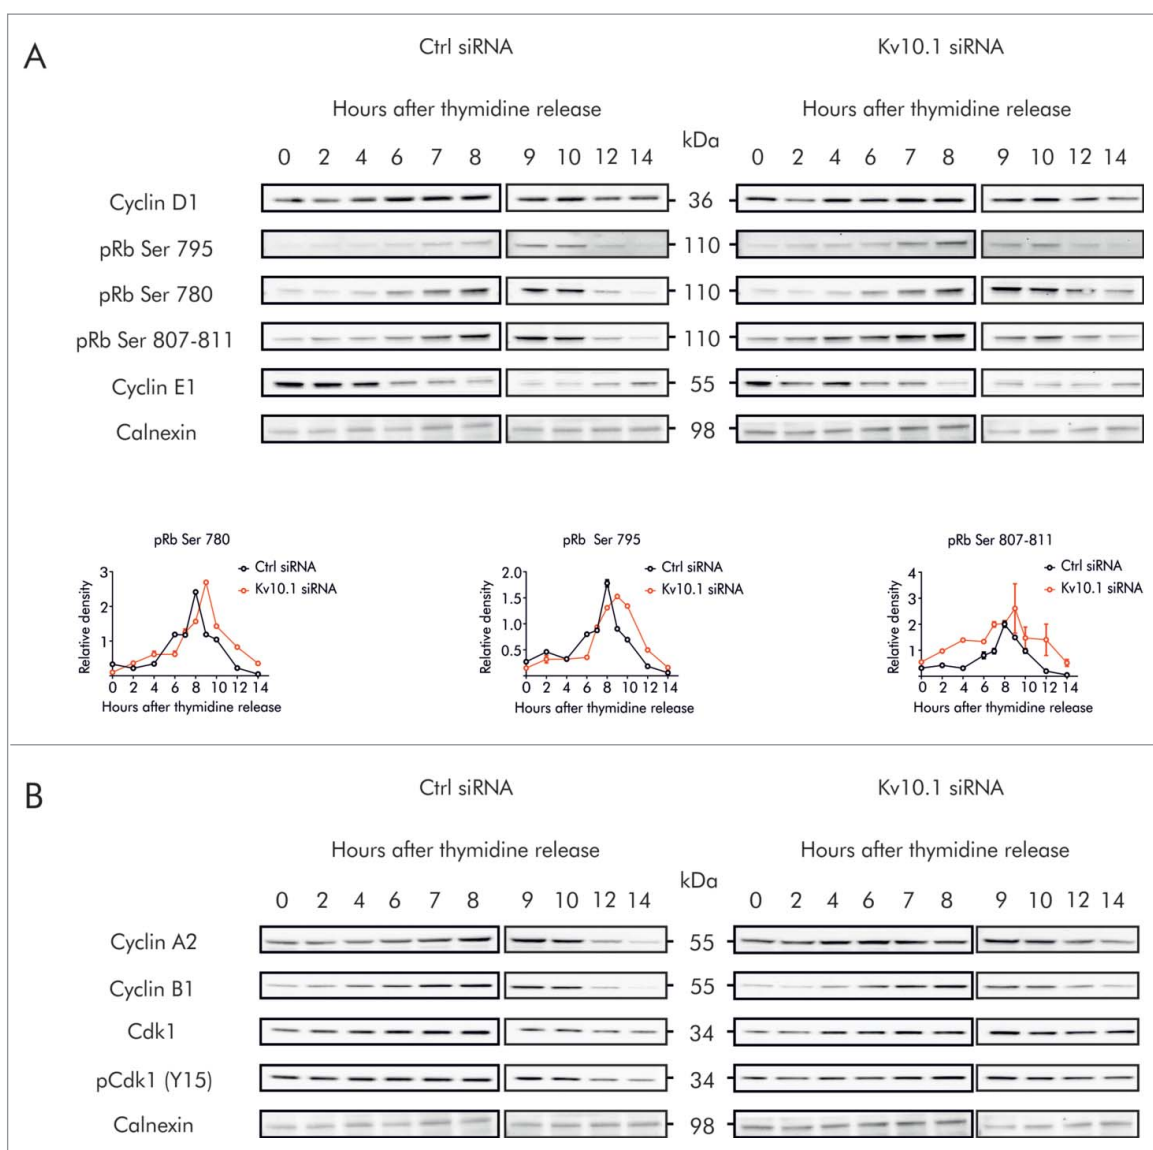 A
Ctrl siRNA Kv10.1 siRNA
Hours after thymidine release Hours after thymidine release
kDa
0 2 4 6 7 8 9 10 12 14 0 2 4 6 7 8 9 10 12 14
Cyclin D1 36
pRb Ser 795 110
pRb Ser 780 110
pRb Ser 807-811 110
Cyclin E1 55
Calnexin 98
pRb Ser 780
Ctrl siRNA
Kv10.1 siRNA
Relative density
3
2
1
0 2 4 6 8 10 12 14
Hours after thymidine release
pRb Ser 795
Ctrl siRNA
Kv10.1 siRNA
Relative density
2.0
1.5
1.0
0.5
0 2 4 6 8 10 12 14
Hours after thymidine release
pRb Ser 807-811
Ctrl siRNA
Kv10.1 siRNA
Relative density
4
3
2
1
0 2 4 6 8 10 12 14
Hours after thymidine release
B
Ctrl siRNA Kv10.1 siRNA
Hours after thymidine release Hours after thymidine release
kDa
0 2 4 6 7 8 9 10 12 14 0 2 4 6 7 8 9 10 12 14
Cyclin A2 55
Cyclin B1 55
Cdk1 34
pCdk1 (Y15) 34
Calnexin 98